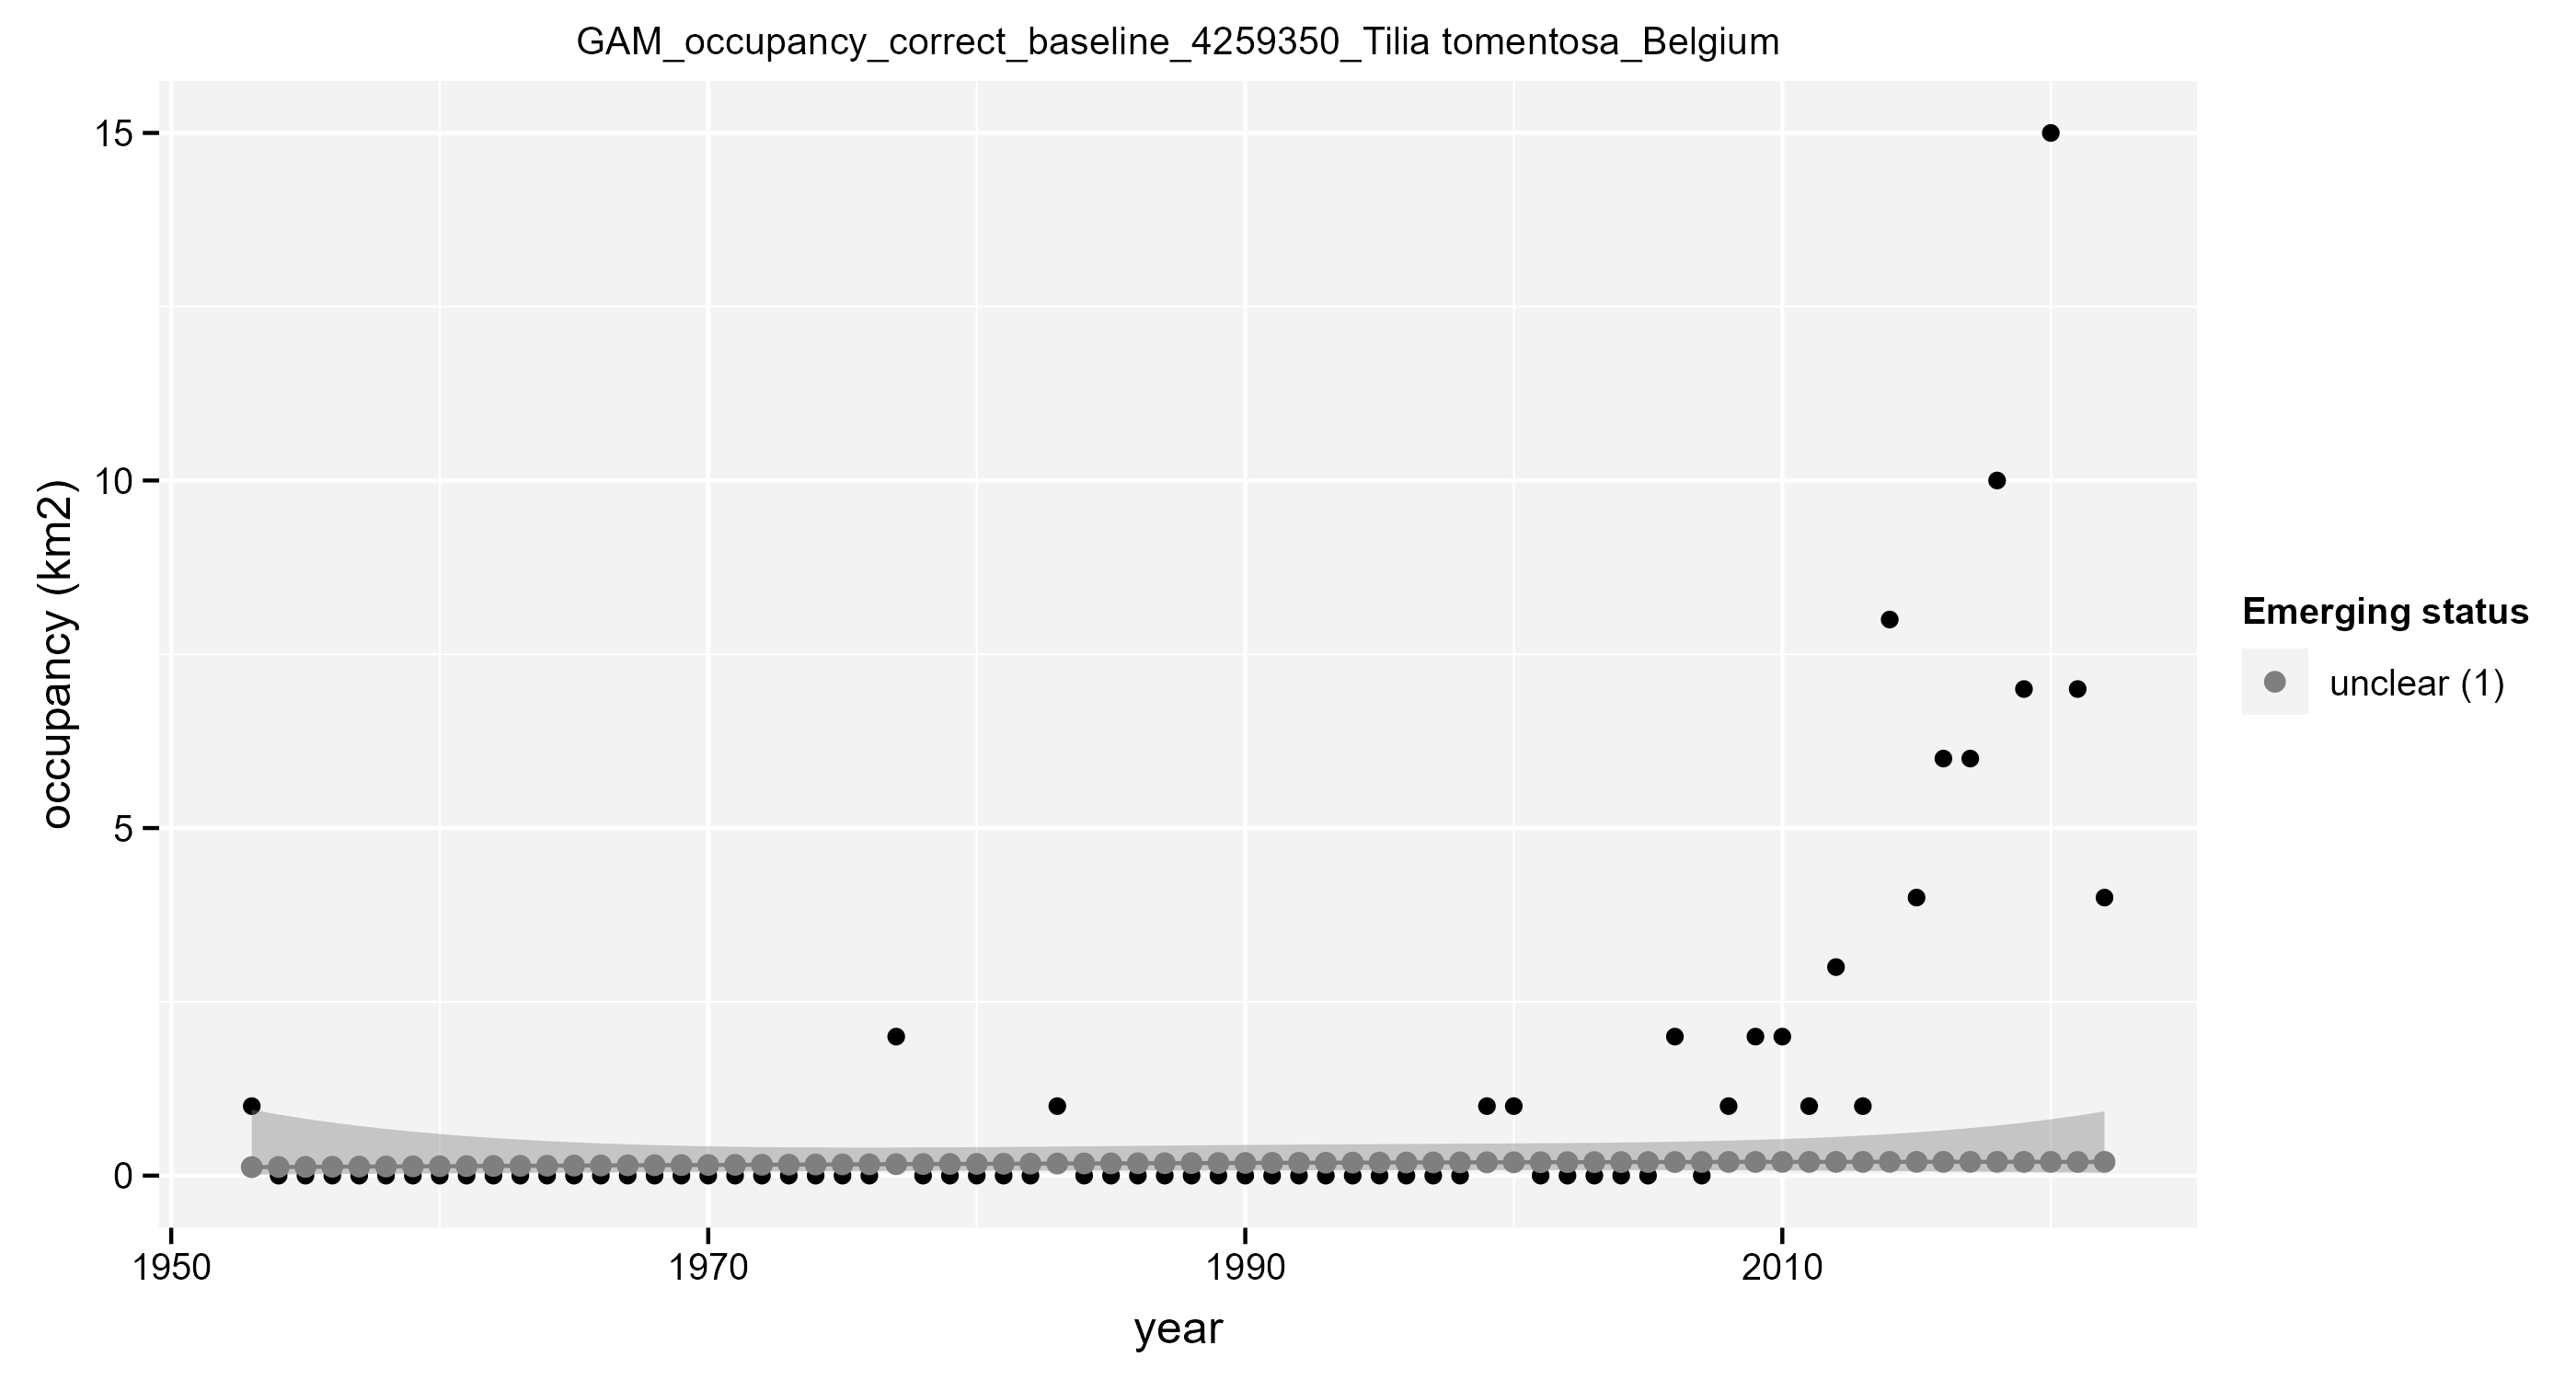 GAM_occupancy_correct_baseline_4259350_Tilia tomentosa_Belgium
15
10
5
0
occupancy (km2)
1950
1970
1990
2010
year
Emerging status
unclear (1)